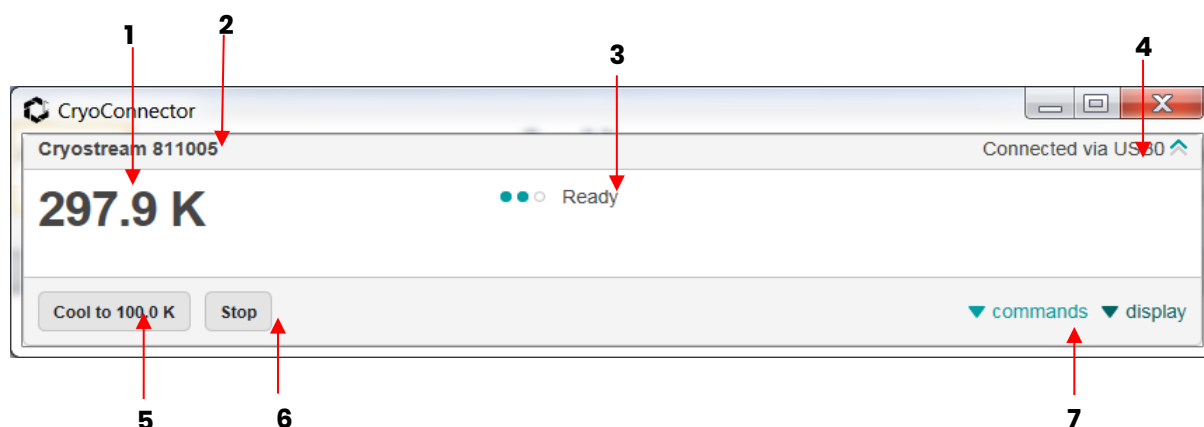 1 2 3 4
CryoConnector
Cryostream 811005 Connected via USB0
297.9 K Ready
Cool to 100.0 K Stop commands display
5 6 7